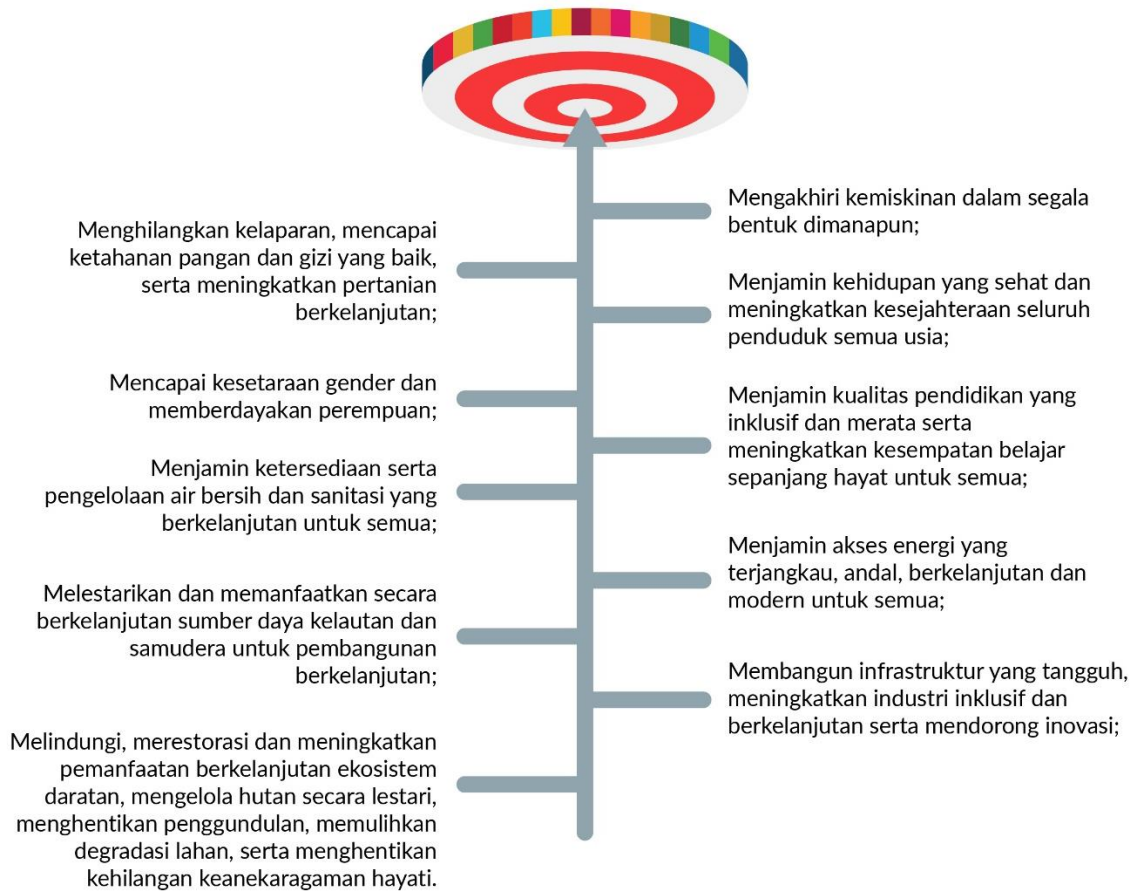 Mengakhiri kemiskinan dalam segala
bentuk dimanapun;
Menghilangkan kelaparan, mencapai
ketahanan pangan dan gizi yang baik,
serta meningkatkan pertanian
berkelanjutan;
Menjamin kehidupan yang sehat dan
meningkatkan kesejahteraan seluruh
penduduk semua usia;
Mencapai kesetaraan gender dan
memberdayakan perempuan;
Menjamin kualitas pendidikan yang
inklusif dan merata serta
meningkatkan kesempatan belajar
sepanjang hayat untuk semua;
Menjamin ketersediaan serta
pengelolaan air bersih dan sanitasi yang
berkelanjutan untuk semua;
Menjamin akses energi yang
terjangkau, andal, berkelanjutan dan
modern untuk semua;
Melestarikan dan memanfaatkan secara
berkelanjutan sumber daya kelautan dan
samudera untuk pembangunan
berkelanjutan;
Membangun infrastruktur yang tangguh,
meningkatkan industri inklusif dan
berkelanjutan serta mendorong inovasi;
Melindungi, merestorasi dan meningkatkan
pemanfaatan berkelanjutan ekosistem
daratan, mengelola hutan secara lestari,
menghentikan penggundulan, memulihkan
degradasi lahan, serta menghentikan
kehilangan keanekaragaman hayati.